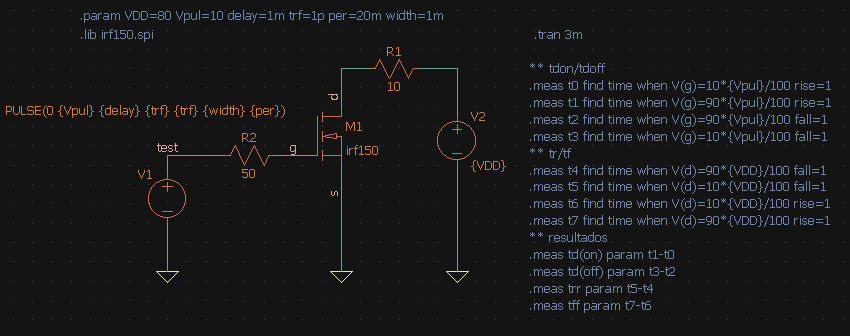 .param VDD=80 Vpul=10 delay=1m trf=1p per=20m width=1m
.lib irf150.spi
.tran 3m
R1
10
d
PULSE(0 {Vpul} {delay} {trf} {trf} {width} {per})
M1
irf150
V2
{VDD}
test
R2
50
g
V1
s
** tdon/tdoff
.meas t0 find time when V(g)=10*{Vpul}/100 rise=1
.meas t1 find time when V(g)=90*{Vpul}/100 rise=1
.meas t2 find time when V(g)=90*{Vpul}/100 fall=1
.meas t3 find time when V(g)=10*{Vpul}/100 fall=1
** tr/tf
.meas t4 find time when V(d)=90*{VDD}/100 fall=1
.meas t5 find time when V(d)=10*{VDD}/100 fall=1
.meas t6 find time when V(d)=10*{VDD}/100 rise=1
.meas t7 find time when V(d)=90*{VDD}/100 rise=1
** resultados
.meas td(on) param t1-t0
.meas td(off) param t3-t2
.meas trr param t5-t4
.meas tff param t7-t6